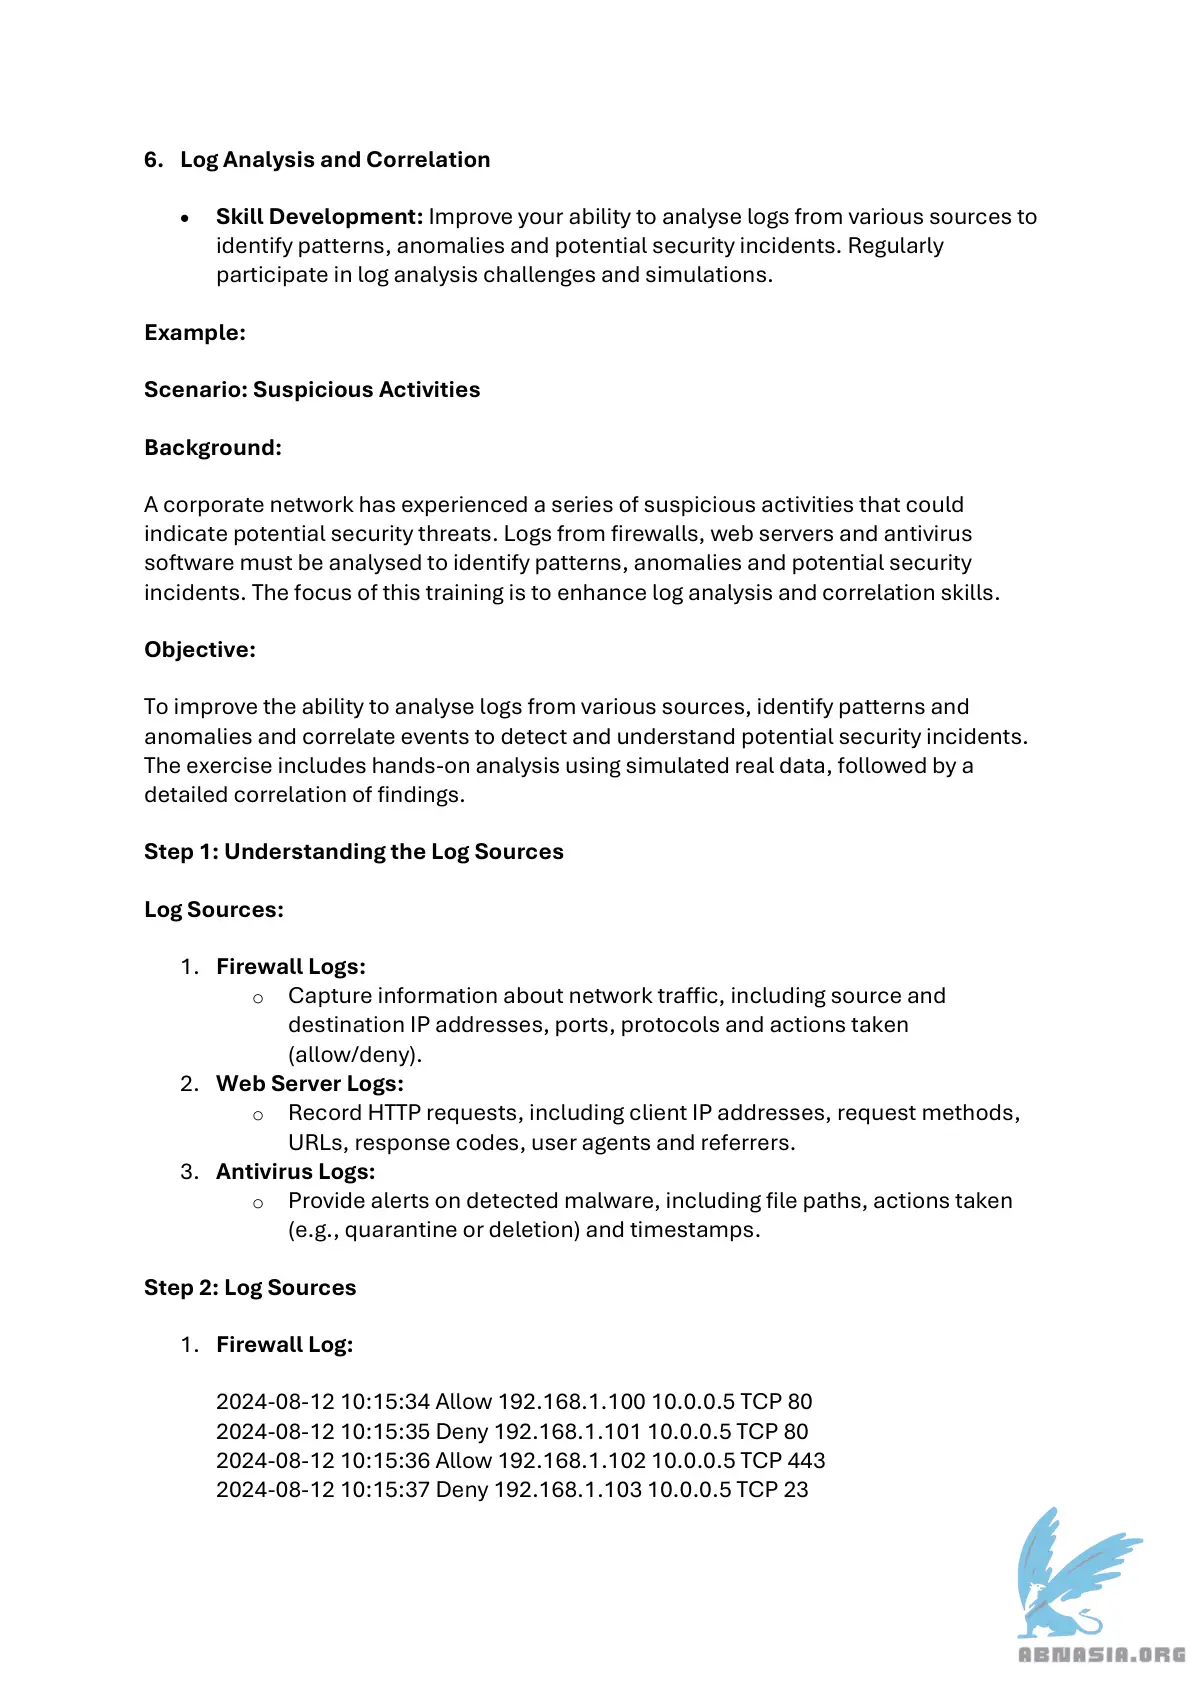 6. Log Analysis and Correlation
• Skill Development: Improve your ability to analyse logs from various sources to
identify patterns, anomalies and potential security incidents. Regularly
participate in log analysis challenges and simulations.
Example:
Scenario: Suspicious Activities
Background:
A corporate network has experienced a series of suspicious activities that could
indicate potential security threats. Logs from firewalls, web servers and antivirus
software must be analysed to identify patterns, anomalies and potential security
incidents. The focus of this training is to enhance log analysis and correlation skills.
Objective:
To improve the ability to analyse logs from various sources, identify patterns and
anomalies and correlate events to detect and understand potential security incidents.
The exercise includes hands-on analysis using simulated real data, followed by a
detailed correlation of findings.
Step 1: Understanding the Log Sources
Log Sources:
1. Firewall Logs:
o Capture information about network traffic, including source and
destination IP addresses, ports, protocols and actions taken
(allow/deny).
2. Web Server Logs:
o Record HTTP requests, including client IP addresses, request methods,
URLs, response codes, user agents and referrers.
3. Antivirus Logs:
o Provide alerts on detected malware, including file paths, actions taken
(e.g., quarantine or deletion) and timestamps.
Step 2: Log Sources
1. Firewall Log:
2024-08-12 10:15:34 Allow 192.168.1.100 10.0.0.5 TCP 80
2024-08-12 10:15:35 Deny 192.168.1.101 10.0.0.5 TCP 80
2024-08-12 10:15:36 Allow 192.168.1.102 10.0.0.5 TCP 443
2024-08-12 10:15:37 Deny 192.168.1.103 10.0.0.5 TCP 23
ABNASIA.ORG